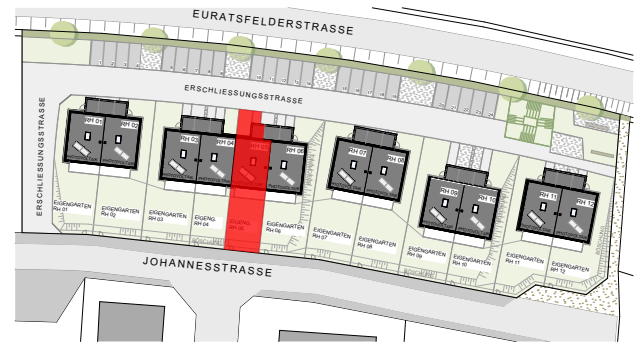 EURATSFELDERSTRASSE
ERSCHLIESSUNGSSTRASSE
ERSCHLIESSUNGSSTRASSE
RH 01
RH 02
RH 03
RH 04
RH 05
RH 06
RH 07
RH 08
RH 09
RH 10
RH 11
RH 12
EIGENGARTEN
RH 01
EIGENGARTEN
RH 02
EIGENGARTEN
RH 03
EIGENG.
RH 04
EIGENG.
RH 05
EIGENGARTEN
RH 06
EIGENGARTEN
RH 07
EIGENGARTEN
RH 08
EIGENGARTEN
RH 09
EIGENGARTEN
RH 10
EIGENGARTEN
RH 11
EIGENGARTEN
RH 12
BÖSCHUNG
BÖSCHUNG
JOHANNESSTRASSE